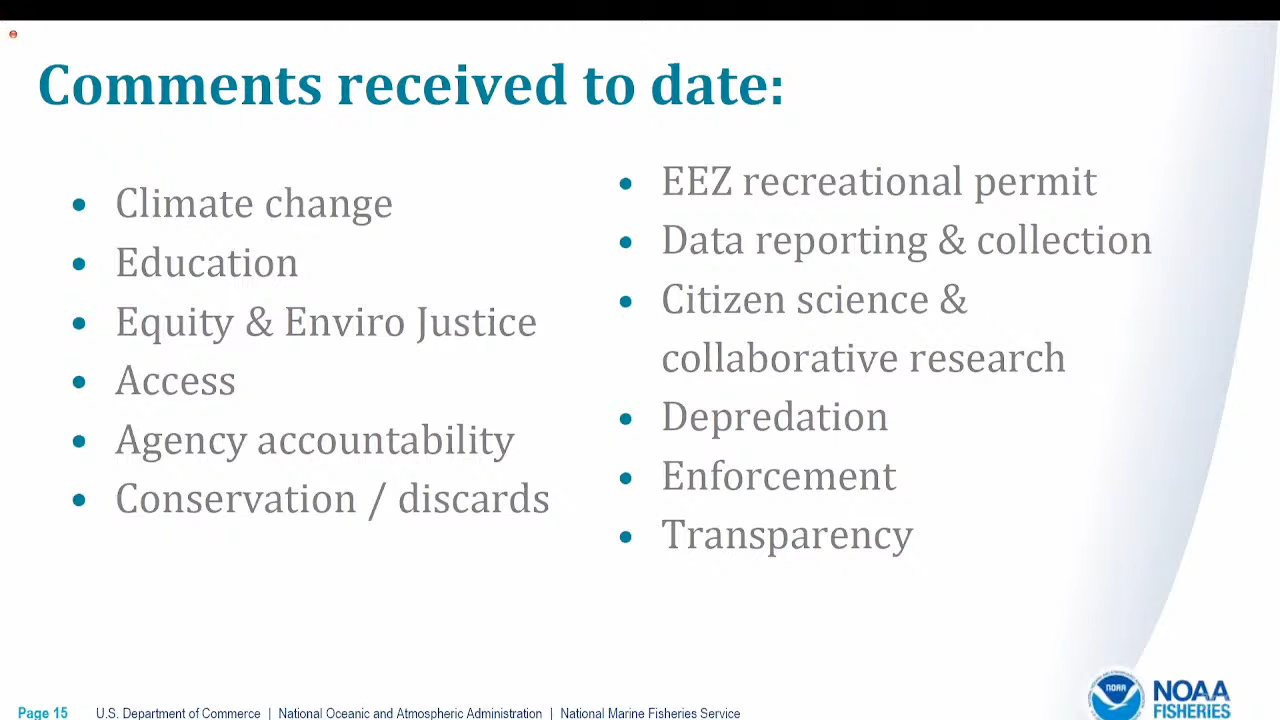 Comments received to date:
• Climate change
• Education
• Equity & Enviro Justice
• Access
• Agency accountability
• Conservation / discards
• EEZ recreational permit
• Data reporting & collection
• Citizen science &
collaborative research
• Depredation
• Enforcement
• Transparency
Page 15 U.S. Department of Commerce | National Oceanic and Atmospheric Administration | National Marine Fisheries Service
NOAA
NOAA
FISHERIES